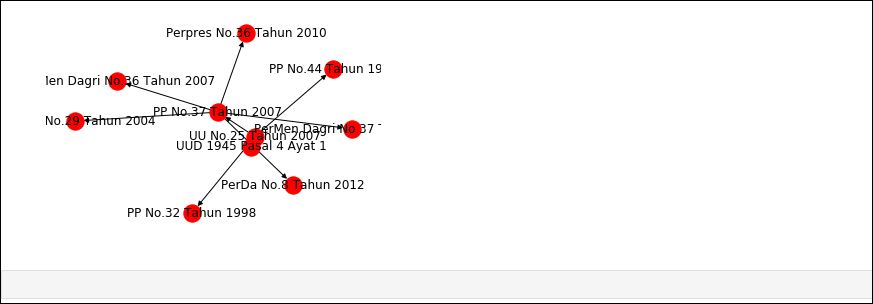 Perpres No.36 Tahun 2010
PP No.44 Tahun 19
Men Dagri No.36 Tahun 2007
PP No.37 Tahun 2007
No.29 Tahun 2004
PerMen Dagri No.37
UU No.25 Tahun 2007
UUD 1945 Pasal 4 Ayat 1
PerDa No.8 Tahun 2012
PP No.32 Tahun 1998